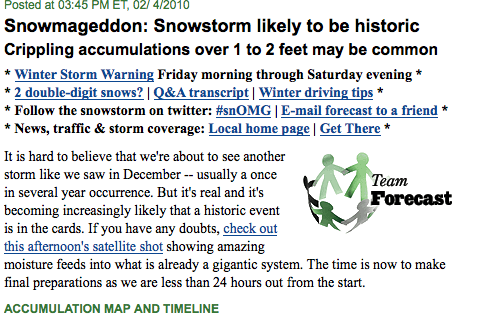 Posted at 03:45 PM ET, 02/ 4/2010
Snowmageddon: Snowstorm likely to be historic
Crippling accumulations over 1 to 2 feet may be common
* Winter Storm Warning Friday morning through Saturday evening *
* 2 double-digit snows? | Q&A transcript | Winter driving tips *
* Follow the snowstorm on twitter: #snOMG | E-mail forecast to a friend *
* News, traffic & storm coverage: Local home page | Get There *
It is hard to believe that we're about to see another
storm like we saw in December -- usually a once
in several year occurrence. But it's real and it's
becoming increasingly likely that a historic event
is in the cards. If you have any doubts, check out
this afternoon's satellite shot showing amazing
moisture feeds into what is already a gigantic system. The time is now to make
final preparations as we are less than 24 hours out from the start.
Team
Forecast
ACCUMULATION MAP AND TIMELINE